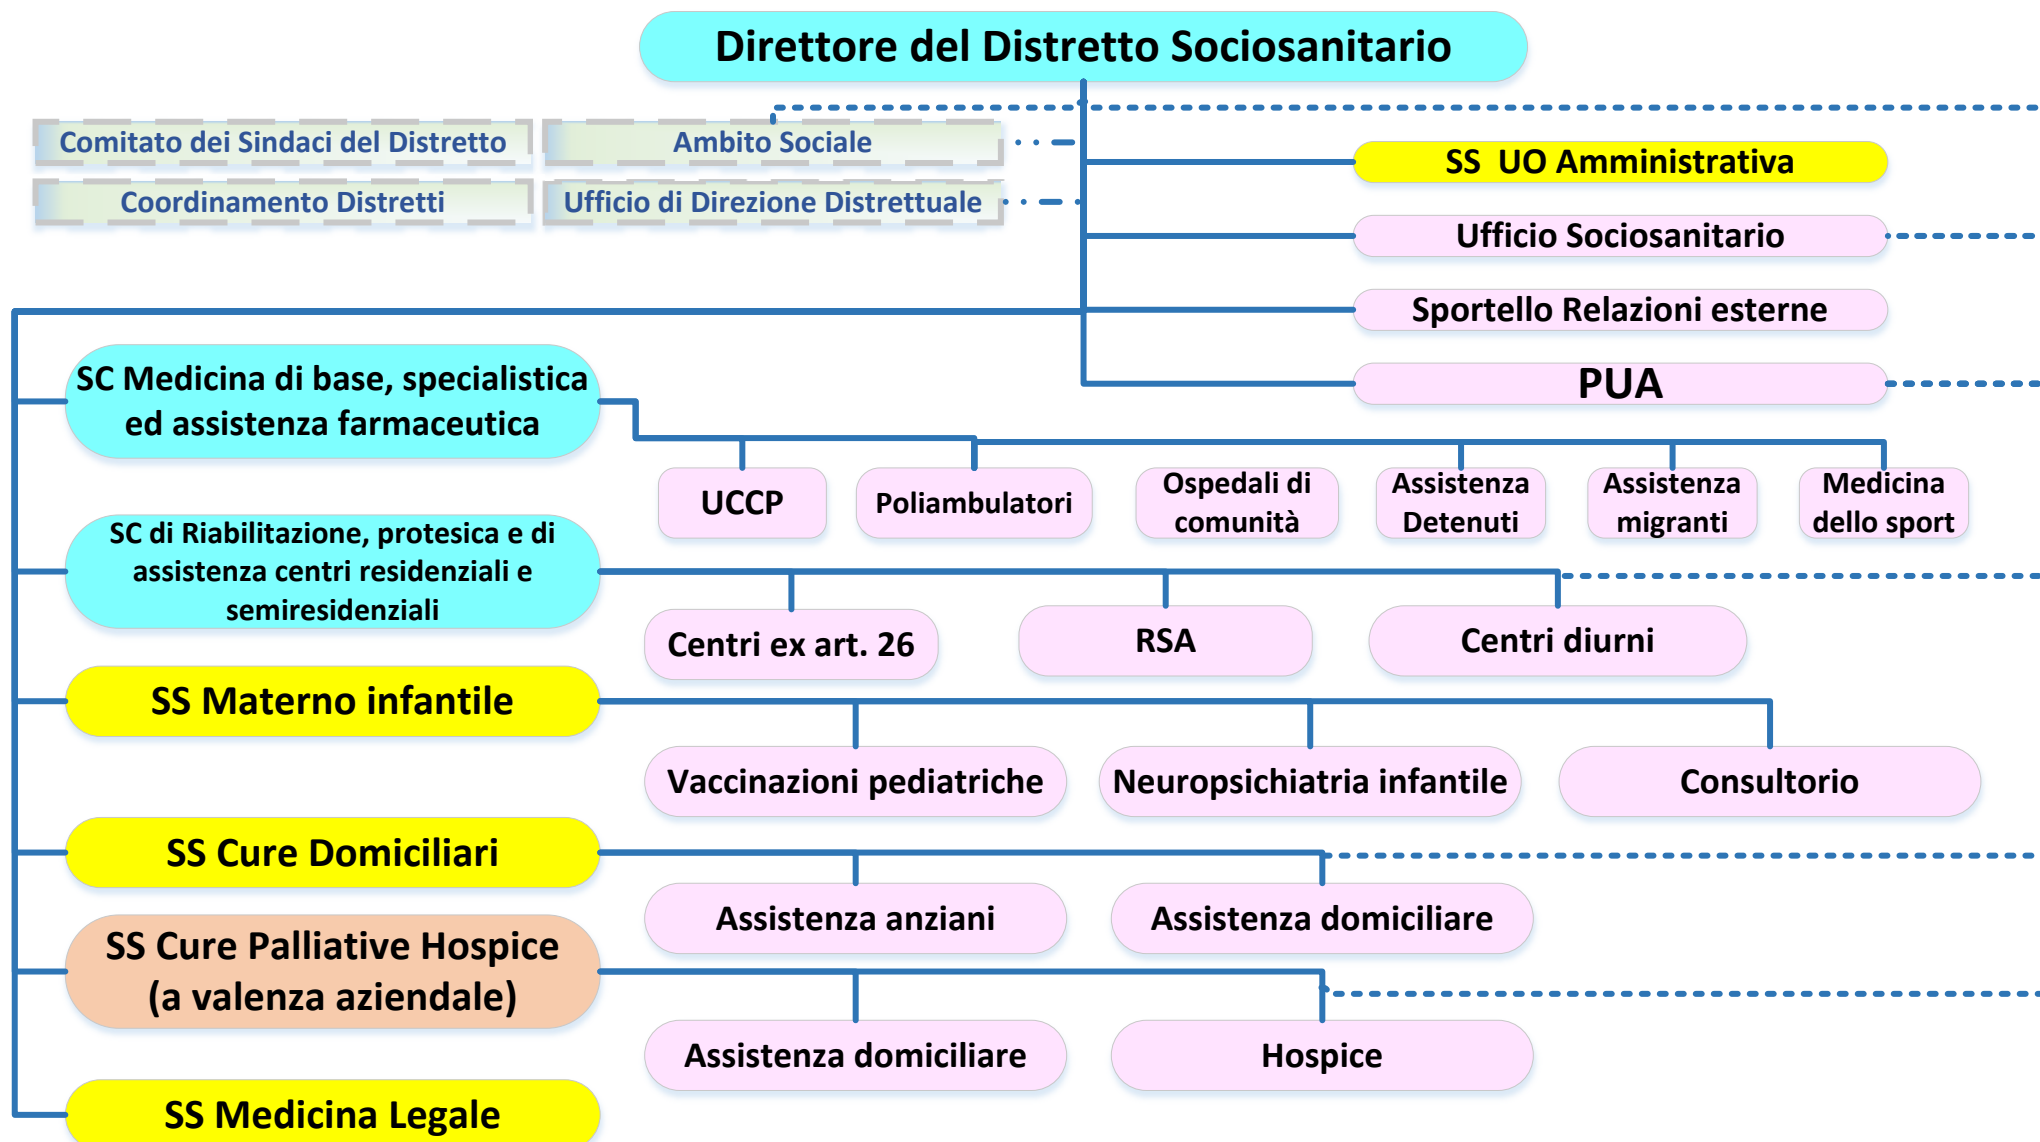 Direttore del Distretto Sociosanitario
Comitato dei Sindaci del Distretto
Ambito Sociale
SS UO Amministrativa
Coordinamento Distretti
Ufficio di Direzione Distrettuale
Ufficio Sociosanitario
Sportello Relazioni esterne
PUA
SC Medicina di base, specialistica
ed assistenza farmaceutica
UCCP
Poliambulatori
Ospedali di
comunità
Assistenza
Detenuti
Assistenza
migranti
Medicina
dello sport
SC di Riabilitazione, protesica e di
assistenza centri residenziali e
semiresidenziali
Centri ex art. 26
RSA
Centri diurni
SS Materno infantile
Vaccinazioni pediatriche
Neuropsichiatria infantile
Consultorio
SS Cure Domiciliari
Assistenza anziani
Assistenza domiciliare
SS Cure Palliative Hospice
(a valenza aziendale)
Assistenza domiciliare
Hospice
SS Medicina Legale